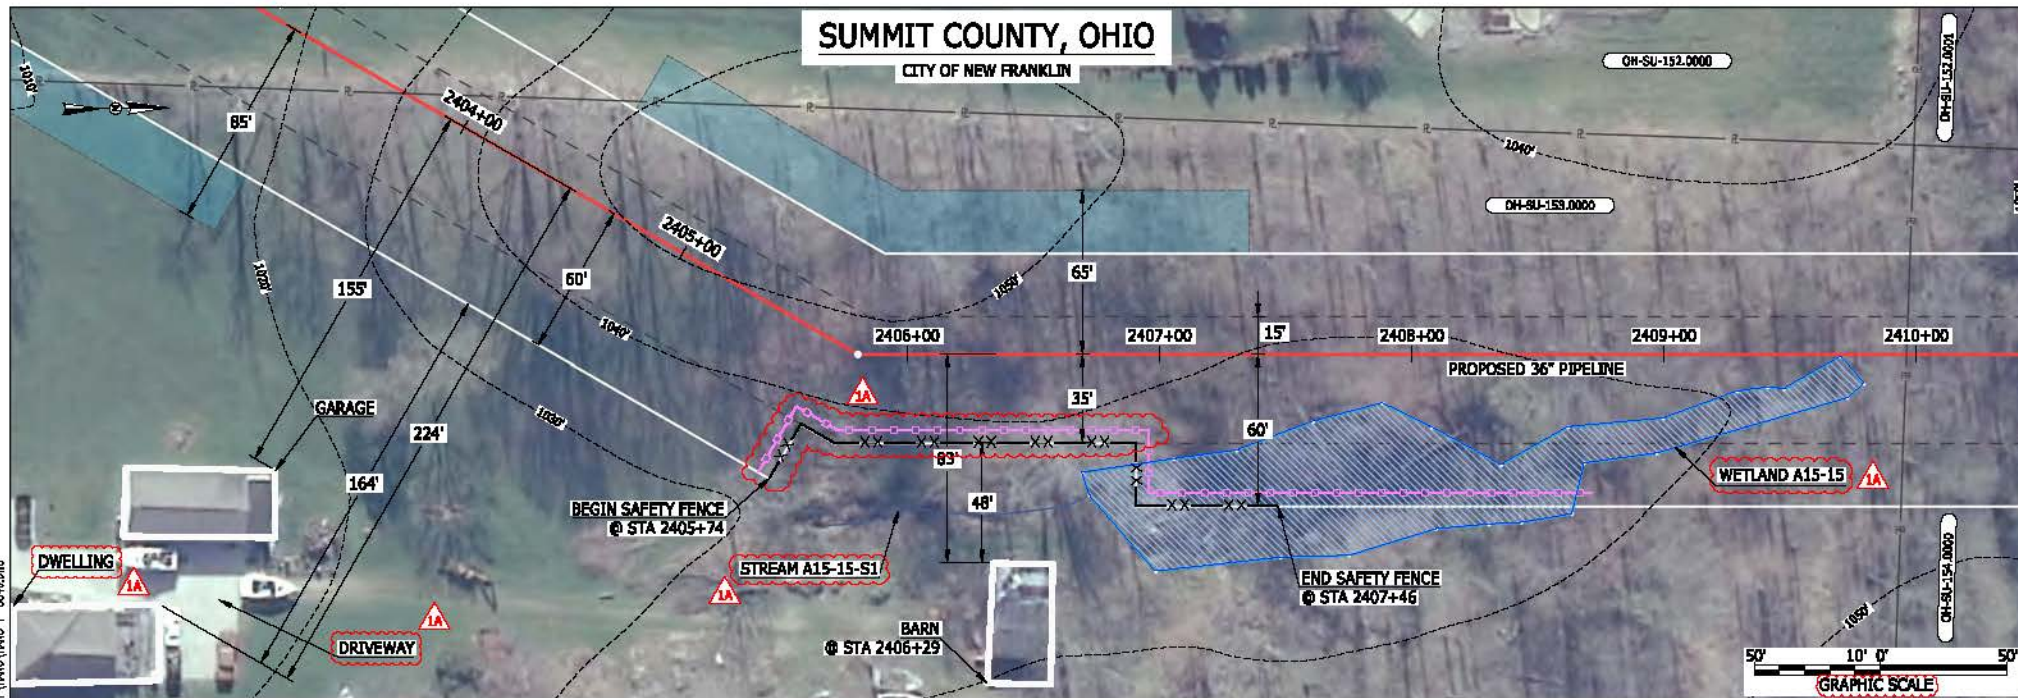 SUMMIT COUNTY, OHIO
CITY OF NEW FRANKLIN
OH-SU-152.0000
OH-SU-152.0001
1010'
85'
2404+00
1040'
OH-SU-153.0000
2405+00
1020'
155'
60'
1050'
65'
1040'
2406+00
2407+00
15'
2408+00
2409+00
2410+00
PROPOSED 36" PIPELINE
1A
35'
GARAGE
1030'
224'
60'
83'
164'
48'
WETLAND A15-15
1A
BEGIN SAFETY FENCE
@ STA 2405+74
DWELLING
1A
STREAM A15-15-S1
1A
END SAFETY FENCE
@ STA 2407+46
OH-SU-154.0000
1A
DRIVEWAY
BARN
@ STA 2406+29
1050'
50' 10' 0' 50'
GRAPHIC SCALE